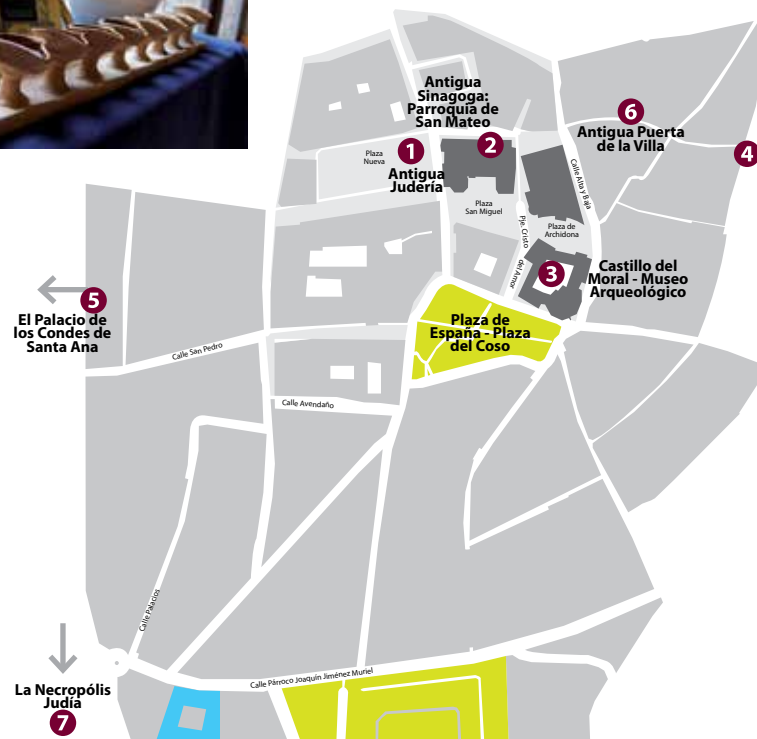 Antigua
Sinagoga:
Parroquia de
San Mateo
6
Antigua Puerta
de la Villa
4
2
1
Plaza
Nueva
Antigua
Judería
Calle Alta y Baja
Plaza
San Miguel
Pje. Cristo
del Amor
Plaza de
Archidona
3
Castillo del
Moral - Museo
Arqueológico
5
El Palacio de
los Condes de
Santa Ana
Plaza de
España - Plaza
del Coso
Calle San Pedro
Calle Avendaño
Calle Palacios
Calle Párroco Joaquín Jiménez Muriel
La Necropólis
Judía
7